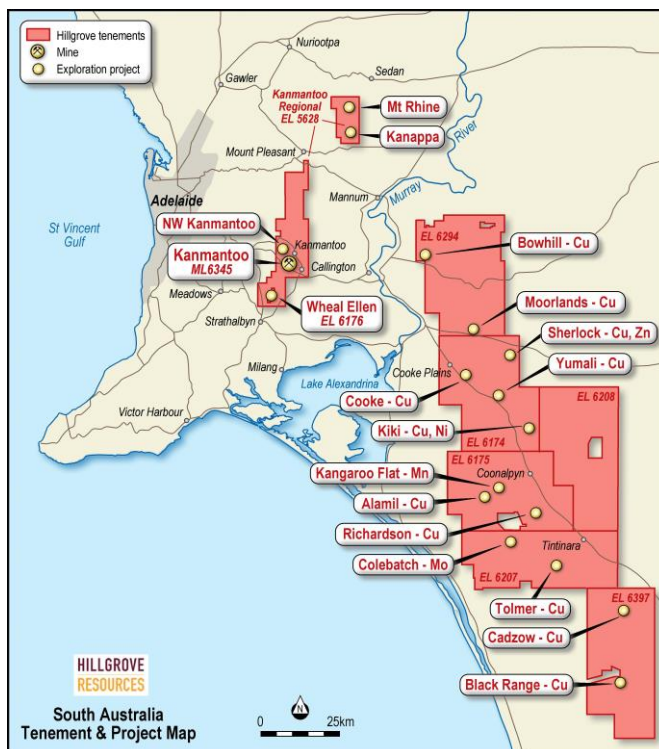 Hillgrove tenements
Mine
Exploration project
Nuriootpa
Gawler
Sedan
Kanmantoo
Regional
EL 5628
Mt Rhine
Kanappa
Mount Pleasant
River
Murray
Adelaide
Mannum
St Vincent
Gulf
NW Kanmantoo
Kanmantoo
Kanmantoo
ML6345
Callington
Meadows
Wheal Ellen
EL 6176
Strathalbyn
EL 6294
Bowhill - Cu
Moorlands - Cu
Sherlock - Cu, Zn
Milang
Lake Alexandrina
Cooke Plains
Yumali - Cu
Cooke - Cu
EL 6208
Victor Harbour
Kiki - Cu, Ni
EL 6174
EL 6175
Kangaroo Flat - Mn
Coonalpyn
Alamil - Cu
Richardson - Cu
Colebatch - Mo
Tintinara
EL 6207
Tolmer - Cu
EL 6397
Cadzow - Cu
Black Range - Cu
HILLGROVE
RESOURCES
South Australia
Tenement & Project Map
N
0
25km